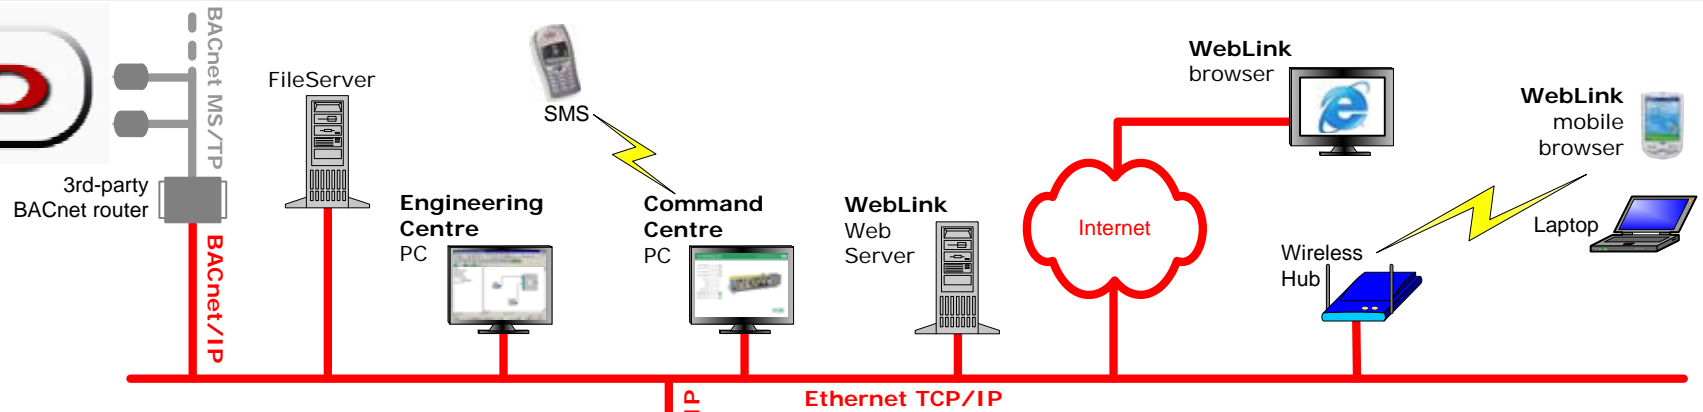 BACnet MS/TP
3rd-party
BACnet router
BACnet/IP
FileServer
SMS
Engineering
Centre
PC
Command
Centre
PC
WebLink
Web
Server
Internet
WebLink
browser
WebLink
mobile
browser
Laptop
Wireless
Hub
Ethernet TCP/IP
IP